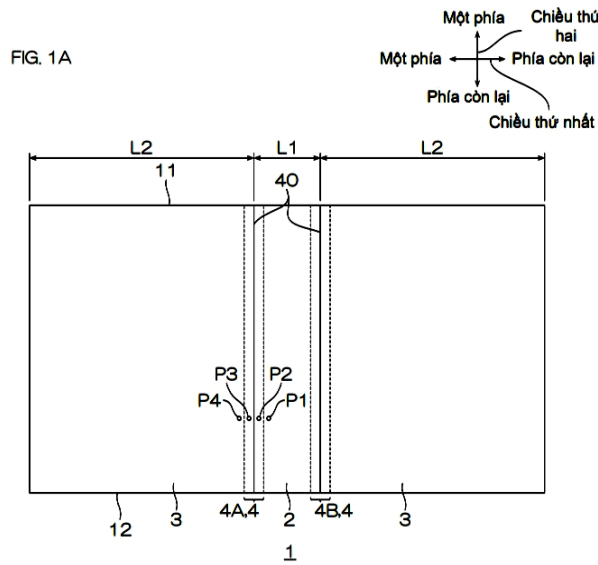 FIG. 1A
Một phía
Chiều thứ hai
Một phía
Phía còn lại
Phía còn lại
Chiều thứ nhất
L2
L1
L2
11
40
P3
P2
P4
P1
12
3
4A,4
2
4B,4
3
1